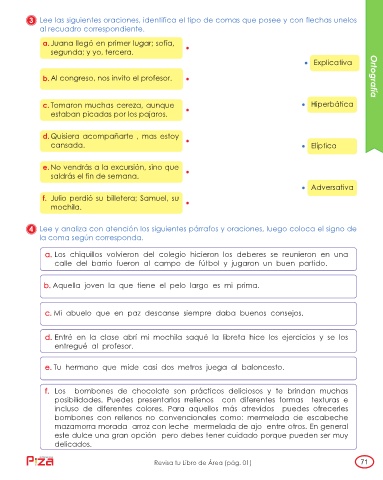 3 Lee las siguientes oraciones, identifica el tipo de comas que posee y con flechas unelos
al recuadro correspondiente.
a. Juana llegó en primer lugar; sofía,
segunda; y yo, tercera.
b. Al congreso, nos invito el profesor.
c. Tomaron muchas cereza, aunque
estaban picadas por los pajaros.
d. Quisiera acompañarte , mas estoy
cansada.
e. No vendrás a la excursión, sino que
saldrás el fin de semana.
f. Julio perdió su billetera; Samuel, su
mochila.
Explicativa
Hiperbática
Elíptica
Adversativa
Ortografía
4 Lee y analiza con atención los siguientes párrafos y oraciones, luego coloca el signo de
la coma según corresponda.
a. Los chiquillos volvieron del colegio hicieron los deberes se reunieron en una
calle del barrio fueron al campo de fútbol y jugaron un buen partido.
b. Aquella joven la que tiene el pelo largo es mi prima.
c. Mi abuelo que en paz descanse siempre daba buenos consejos.
d. Entré en la clase abrí mi mochila saqué la libreta hice los ejercicios y se los
entregué al profesor.
e. Tu hermano que mide casi dos metros juega al baloncesto.
f. Los bombones de chocolate son prácticos deliciosos y te brindan muchas
posibilidades. Puedes presentarlos rellenos con diferentes formas texturas e
incluso de diferentes colores. Para aquellos más atrevidos puedes ofrecerles
bombones con rellenos no convencionales como: mermelada de escabeche
mazamorra morada arroz con leche mermelada de ajo entre otros. En general
este dulce una gran opción pero debes tener cuidado porque pueden ser muy
delicados.
Revisa tu Libro de Área (pág. 01)
71